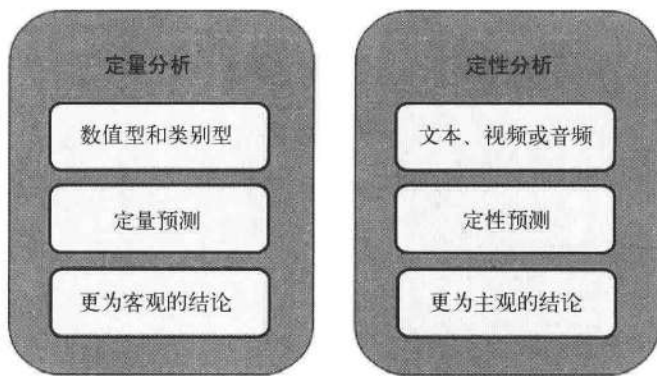 定量分析
数值型和类别型
定量预测
更为客观的结论
定性分析
文本、视频或音频
定性预测
更为主观的结论